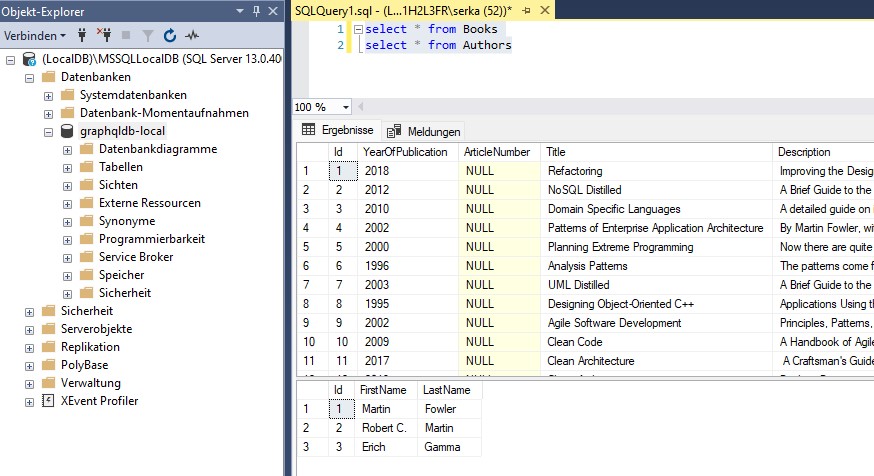 Objekt-Explorer
Verbinden
(LocalDB)\MSSQLLocalDB (SQL Server 13.0.40
Datenbanken
Systemdatenbanken
Datenbank-Momentaufnahmen
graphqldb-local
Datenbankdiagramme
Tabellen
Sichten
Externe Ressourcen
Synonyme
Programmierbarkeit
Service Broker
Speicher
Sicherheit
Sicherheit
Serverobjekte
Replikation
PolyBase
Verwaltung
XEvent Profiler
SQLQuery1.sql - (L...1H2L3FR\serka (52))*
1 select * from Books
2 select * from Authors
100 %
Ergebnisse Meldungen
Id YearOfPublication ArticleNumber Title Description
1 1 2018 NULL Refactoring Improving the Desig
2 2 2012 NULL NoSQL Distilled A Brief Guide to the
3 3 2010 NULL Domain Specific Languages A detailed guide on i
4 4 2002 NULL Patterns of Enterprise Application Architecture By Martin Fowler, wi
5 5 2000 NULL Planning Extreme Programming Now there are quite
6 6 1996 NULL Analysis Patterns The patterns come f
7 7 2003 NULL UML Distilled A Brief Guide to the
8 8 1995 NULL Designing Object-Oriented C++ Applications Using th
9 9 2002 NULL Agile Software Development Principles, Patterns,
10 10 2009 NULL Clean Code A Handbook of Agile
11 11 2017 NULL Clean Architecture A Craftsman's Guide
Id FirstName LastName
1 1 Martin Fowler
2 2 Robert C. Martin
3 3 Erich Gamma